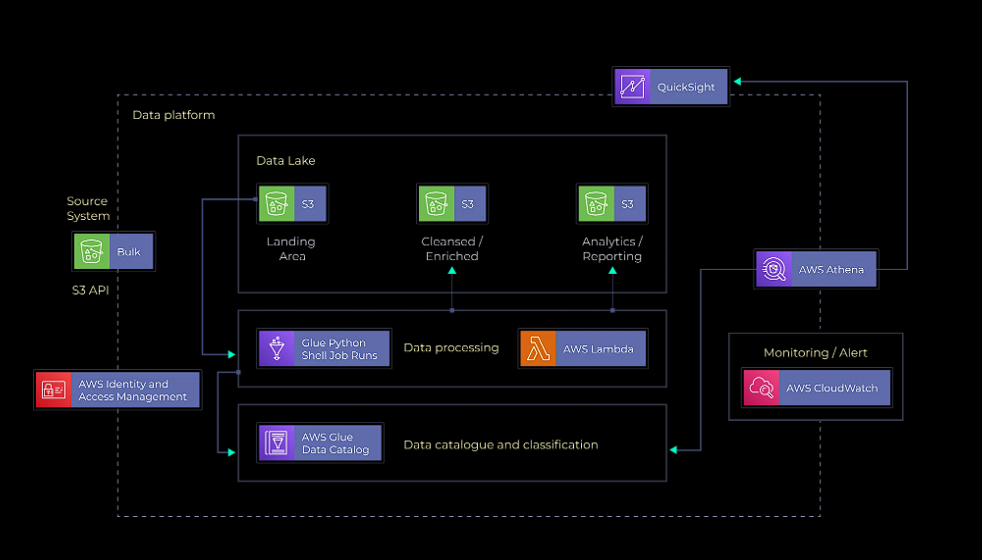 QuickSight
Data platform
Data Lake
Source
System
Bulk
S3 API
S3
S3
S3
Landing
Area
Cleansed /
Enriched
Analytics /
Reporting
AWS Athena
Glue Python
Shell Job Runs
Data processing
AWS Lambda
Monitoring / Alert
AWS CloudWatch
AWS Identity and
Access Management
AWS Glue
Data Catalog
Data catalogue and classification